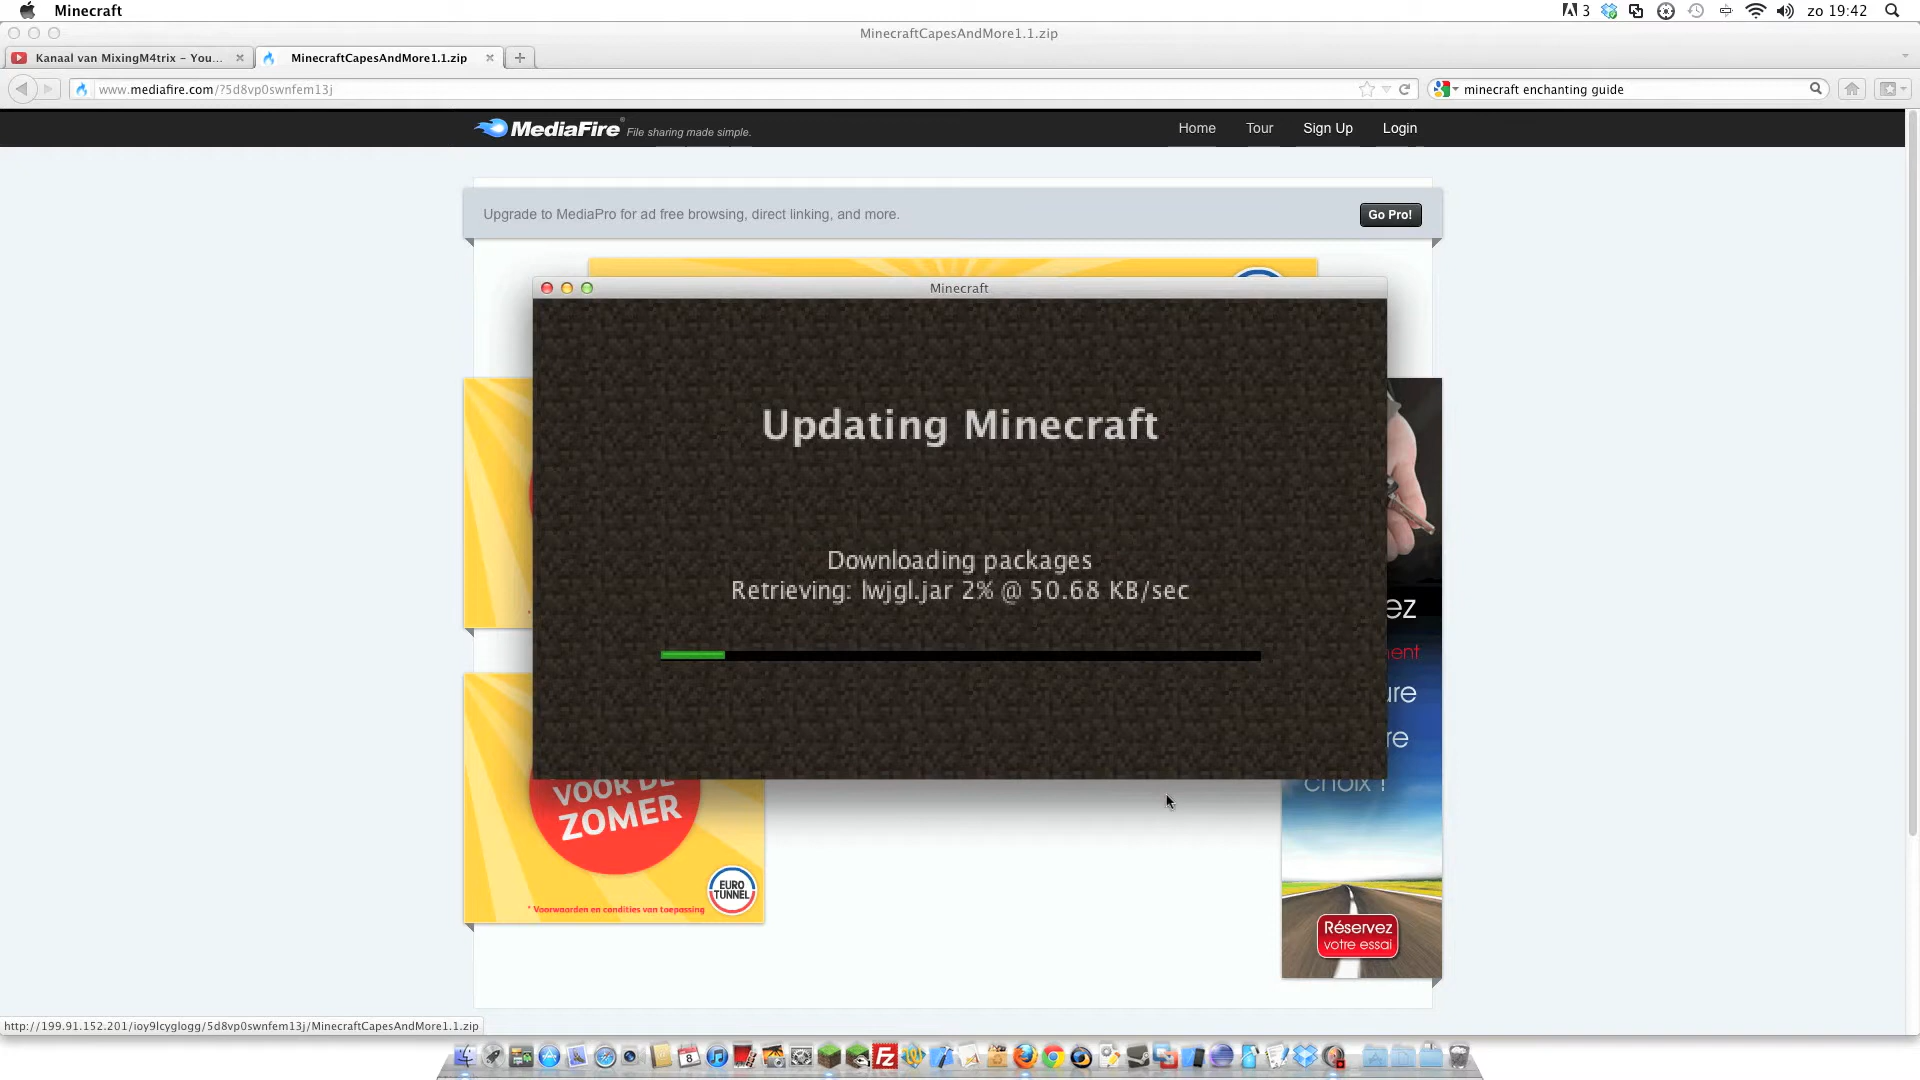 Minecraft
3
zo 19:42
MinecraftCapesAndMore1.1.zip
Kanaal van MixingM4trix – You...
MinecraftCapesAndMore1.1.zip
www.mediafire.com/?5d8vp0swnfem13j
minecraft enchanting guide
MediaFire File sharing made simple.
Home Tour Sign Up Login
Upgrade to MediaPro for ad free browsing, direct linking, and more.
Go Pro!
Minecraft
Updating Minecraft
Downloading packages
Retrieving: lwjgl.jar 2% @ 50.68 KB/sec
ez
ent
ure
re
choix !
VOOR DE
ZOMER
EURO
TUNNEL
* Voorwaarden en condities van toepassing
Réservez
votre essai
http://199.91.152.201/ioy9lcyglogg/5d8vp0swnfem13j/MinecraftCapesAndMore1.1.zip
8
FZ